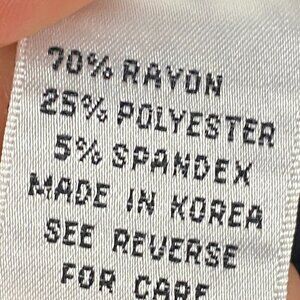 70% RAYON
25% POLYESTER
5% SPANDEX
MADE IN KOREA
SEE REVERSE
FOR CARE